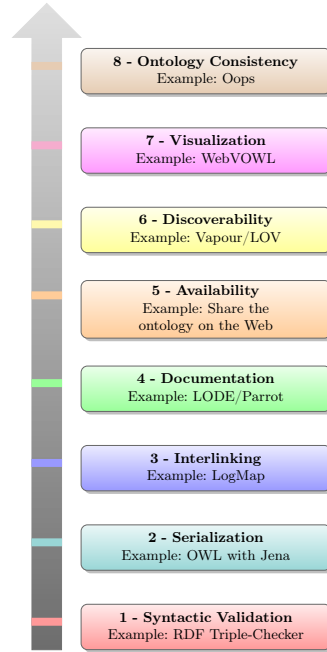 8 - Ontology Consistency
Example: Oops
7 - Visualization
Example: WebVOWL
6 - Discoverability
Example: Vapour/LOV
5 - Availability
Example: Share the
ontology on the Web
4 - Documentation
Example: LODE/Parrot
3 - Interlinking
Example: LogMap
2 - Serialization
Example: OWL with Jena
1 - Syntactic Validation
Example: RDF Triple-Checker